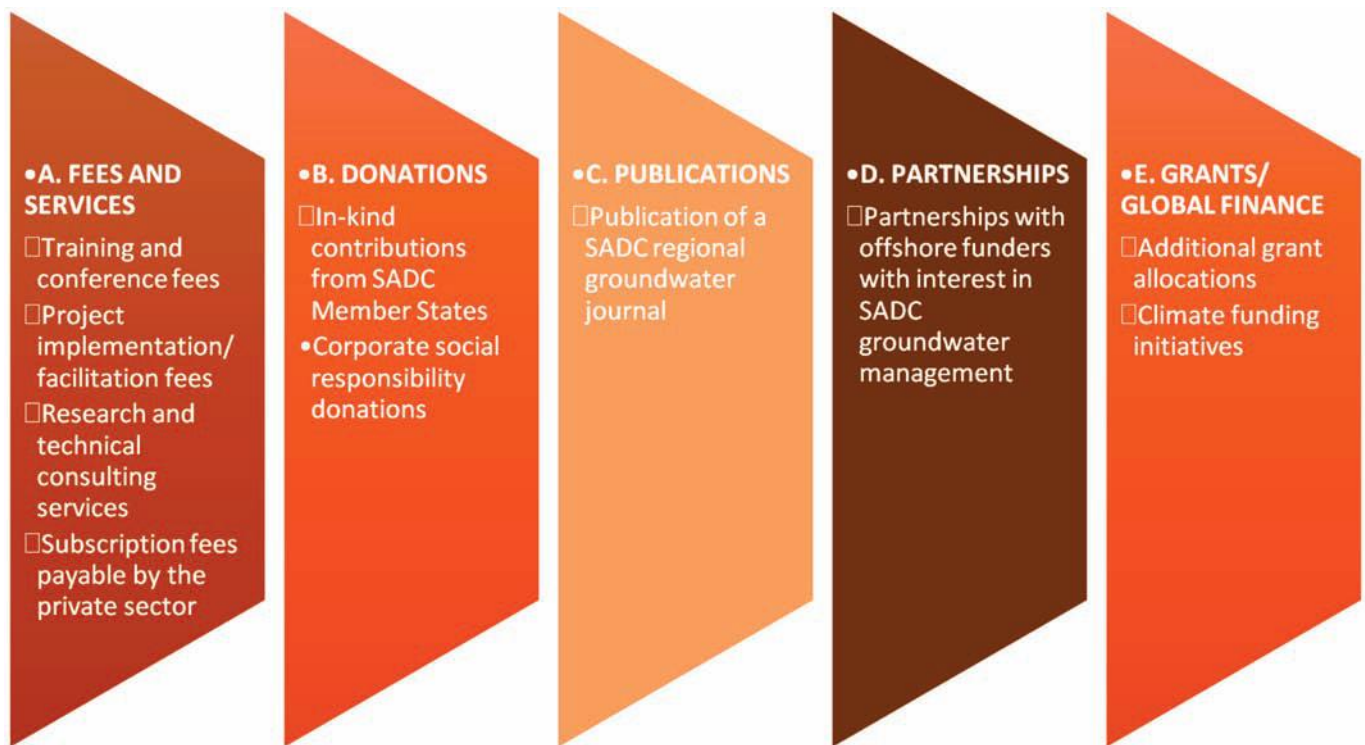 •A. FEES AND
SERVICES
□Training and
conference fees
□Project
implementation/
facilitation fees
□Research and
technical
consulting
services
□Subscription fees
payable by the
private sector
•B. DONATIONS
□In-kind
contributions
from SADC
Member States
•Corporate social
responsibility
donations
•C. PUBLICATIONS
□Publication of a
SADC regional
groundwater
journal
•D. PARTNERSHIPS
□Partnerships with
offshore funders
with interest in
SADC
groundwater
management
•E. GRANTS/
GLOBAL FINANCE
□Additional grant
allocations
□Climate funding
initiatives